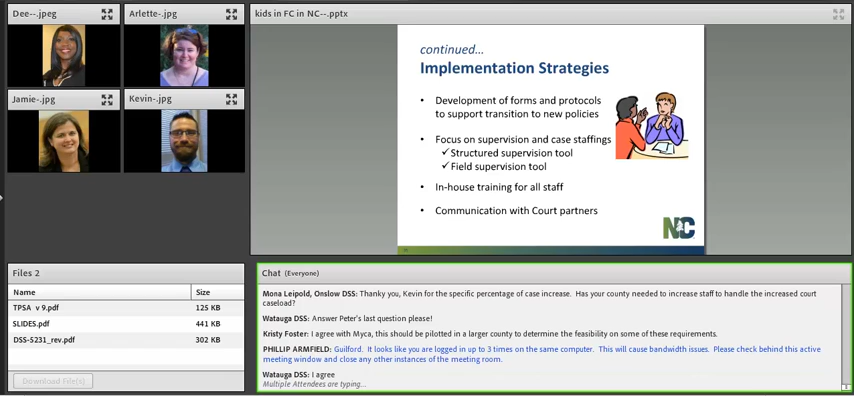 Dee--.jpeg
Arlette-.jpg
Jamie-.jpg
Kevin-.jpg
kids in FC in NC--.pptx
continued...
Implementation Strategies
• Development of forms and protocols
to support transition to new policies
• Focus on supervision and case staffings
✓Structured supervision tool
✓Field supervision tool
• In-house training for all staff
• Communication with Court partners
NC
Files 2
Name Size
TPSA v 9.pdf 125 KB
SLIDES.pdf 441 KB
DSS-5231_rev.pdf 302 KB
Download File(s)
Chat (Everyone)
Mona Leipold, Onslow DSS: Thank you, Kevin for the specific percentage of case increase. Has your county needed to increase staff to handle the increased court
caseload?
Watauga DSS: Answer Peter's last question please!
Kristy Foster: I agree with Myca, this should be pilotted in a larger county to determine the feasibility on some of these requirements.
PHILLIP ARMFIELD: Guilford. It looks like you are logged in up to 3 times on the same computer. This will cause bandwidth issues. Please check behind this active
meeting window and close any other instances of the meeting room.
Watauga DSS: I agree
Multiple Attendees are typing...